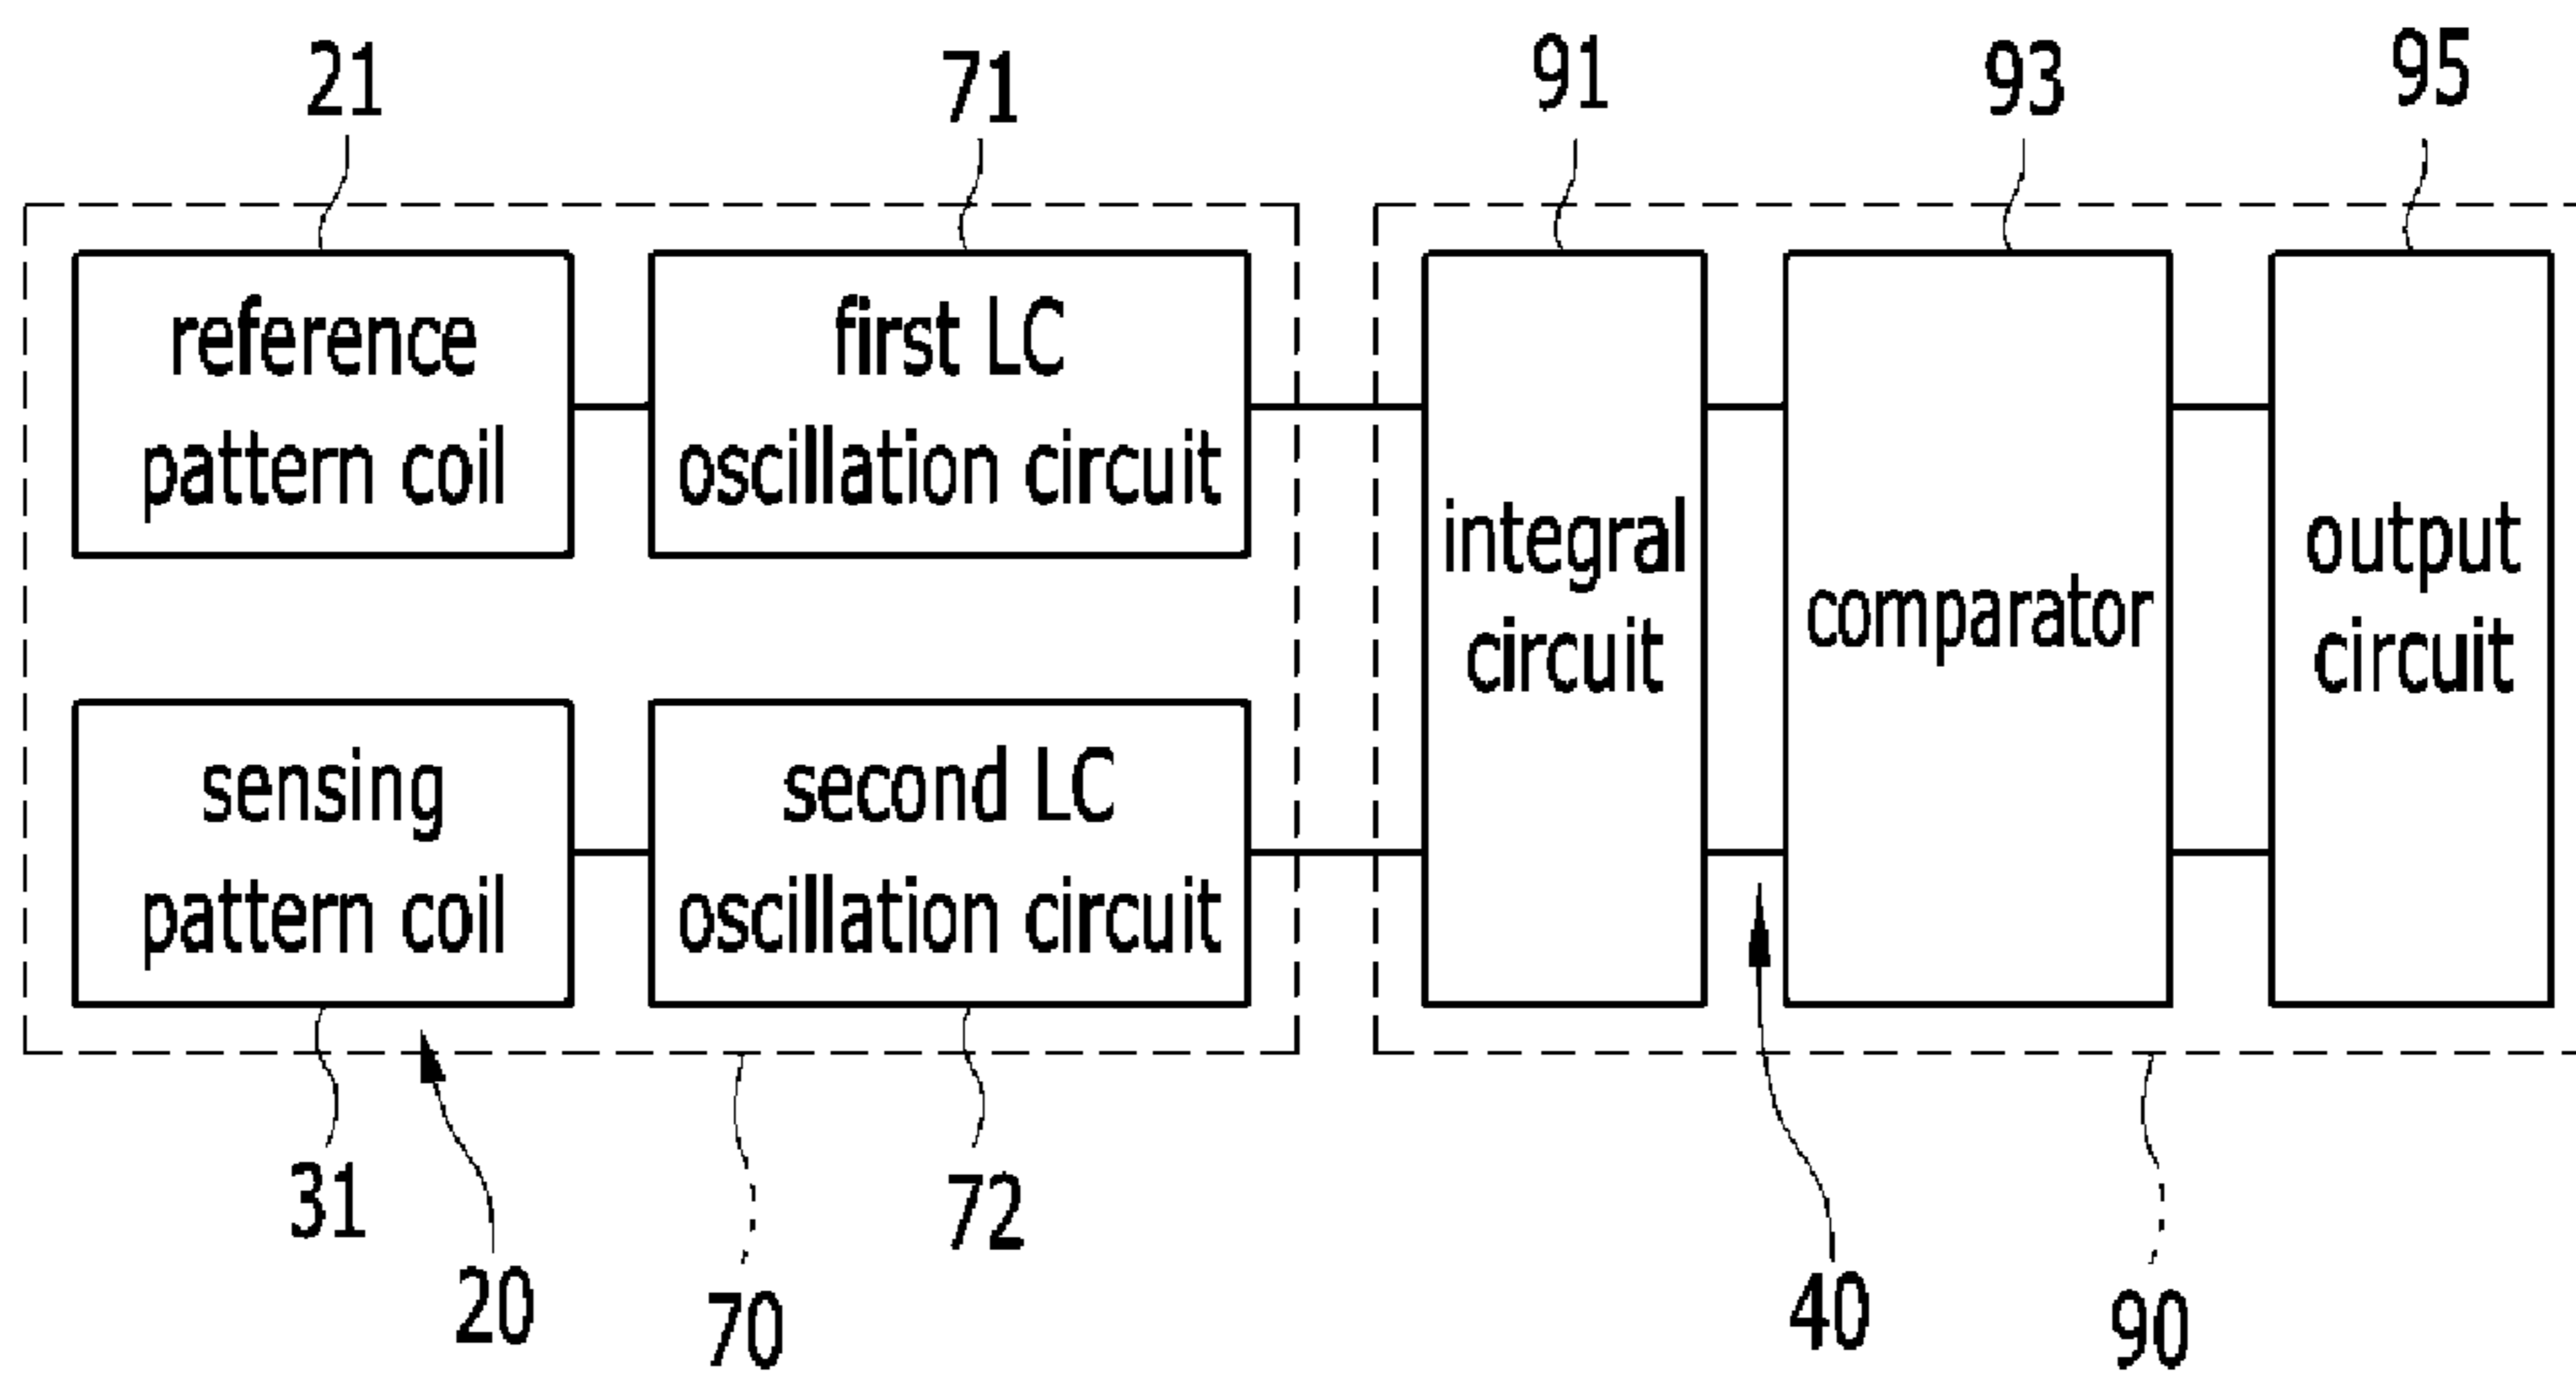 21
71
91
93
95
reference
pattern coil
first LC
oscillation circuit
integral
circuit
comparator
output
circuit
sensing
pattern coil
second LC
oscillation circuit
31
20
70
72
40
90